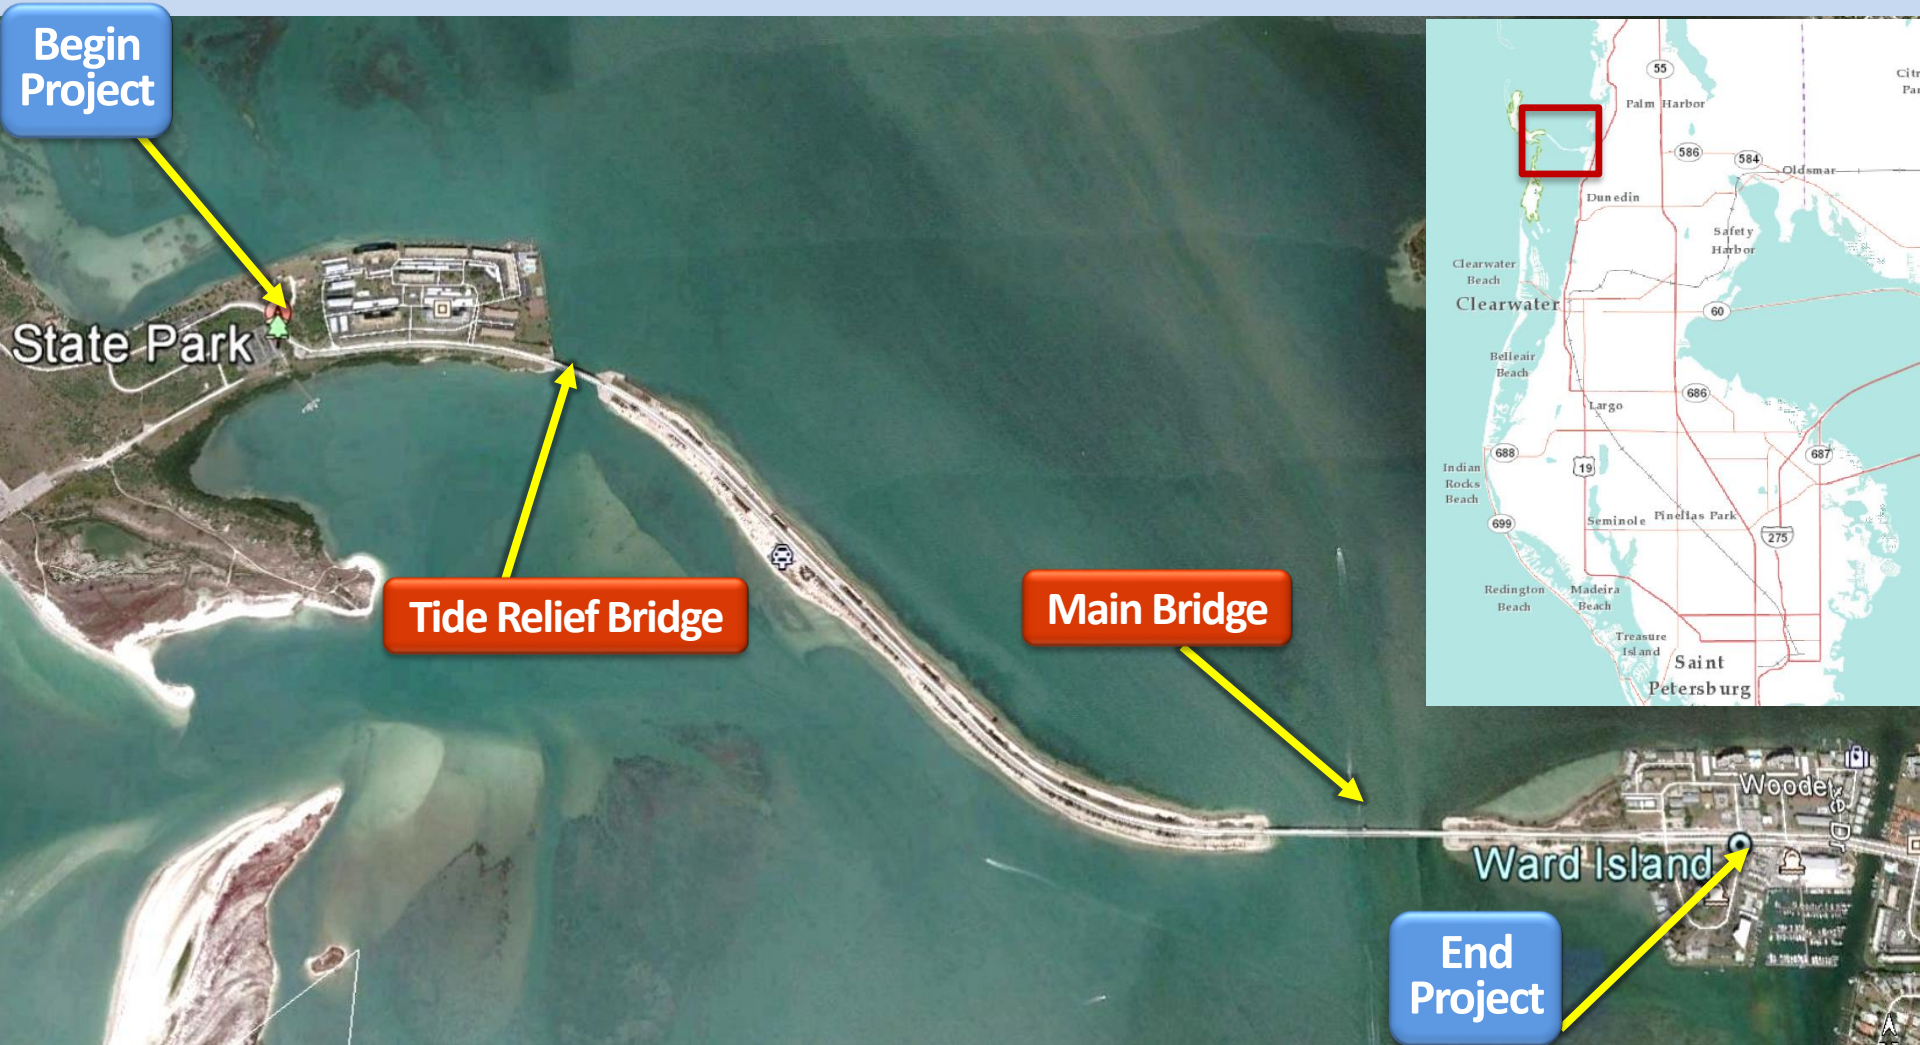 Begin
Project
State Park
Tide Relief Bridge
Main Bridge
Ward Island
End
Project
55
Palm Harbor
586
584
Oldsmar
Dunedin
Safety
Harbor
Clearwater
Beach
Clearwater
60
Belleair
Beach
686
Largo
688
687
19
Indian
Rocks
Beach
699
Seminole
Pinellas Park
275
Redington
Beach
Madeira
Beach
Treasure
Island
Saint
Petersburg
Dr